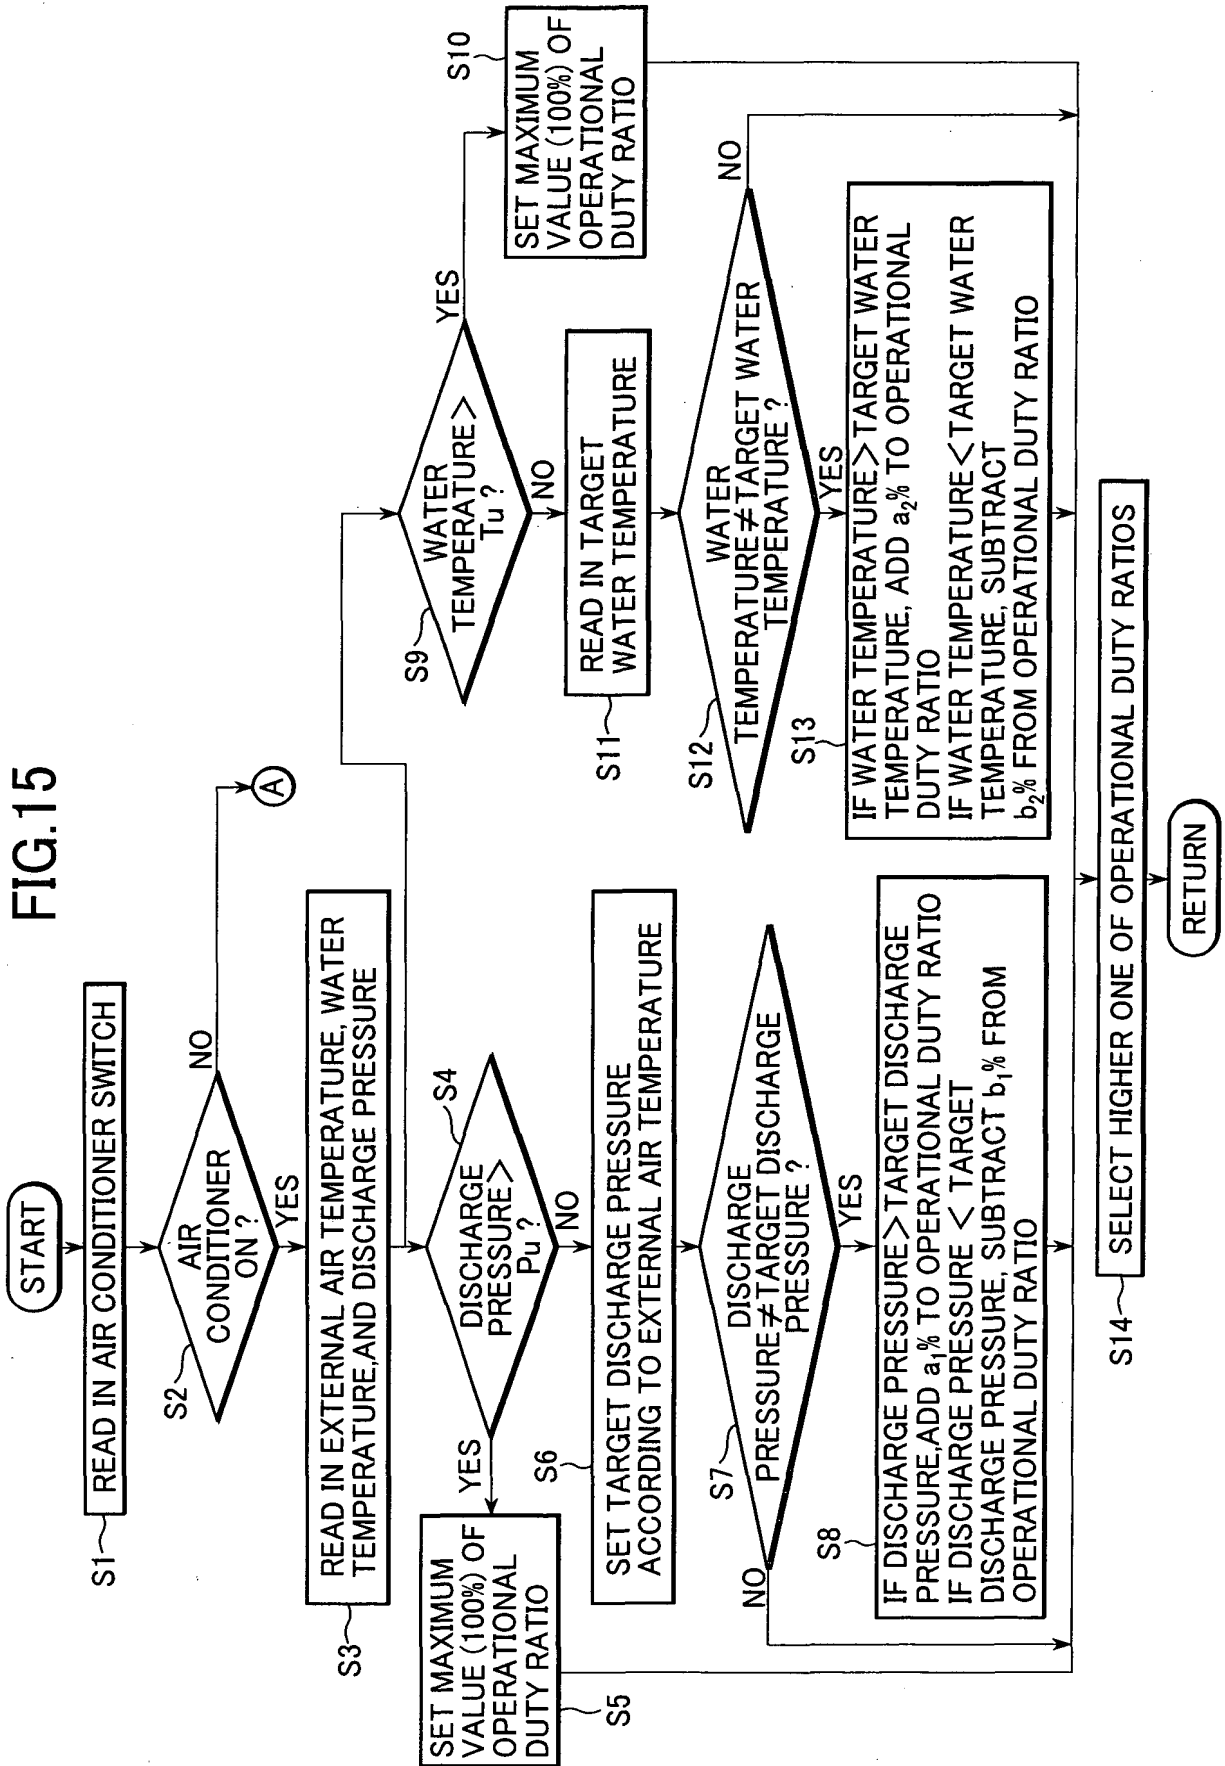 FIG.15
START
READ IN AIR CONDITIONER SWITCH
S1
AIR
CONDITIONER
ON ?
S2
NO
A
YES
READ IN EXTERNAL AIR TEMPERATURE, WATER
TEMPERATURE,AND DISCHARGE PRESSURE
S3
DISCHARGE
PRESSURE>
Pu ?
S4
YES
SET MAXIMUM
VALUE (100%) OF
OPERATIONAL
DUTY RATIO
S5
NO
SET TARGET DISCHARGE PRESSURE
ACCORDING TO EXTERNAL AIR TEMPERATURE
S6
DISCHARGE
PRESSURE≠TARGET DISCHARGE
PRESSURE ?
S7
NO
YES
IF DISCHARGE PRESSURE>TARGET DISCHARGE
PRESSURE,ADD a₁% TO OPERATIONAL DUTY RATIO
IF DISCHARGE PRESSURE < TARGET
DISCHARGE PRESSURE, SUBTRACT b₁% FROM
OPERATIONAL DUTY RATIO
S8
WATER
TEMPERATURE>
Tu ?
S9
YES
SET MAXIMUM
VALUE (100%) OF
OPERATIONAL
DUTY RATIO
S10
NO
READ IN TARGET
WATER TEMPERATURE
S11
WATER
TEMPERATURE≠TARGET WATER
TEMPERATURE ?
S12
NO
YES
IF WATER TEMPERATURE>TARGET WATER
TEMPERATURE, ADD a₂% TO OPERATIONAL
DUTY RATIO
IF WATER TEMPERATURE<TARGET WATER
TEMPERATURE, SUBTRACT
b₂% FROM OPERATIONAL DUTY RATIO
S13
SELECT HIGHER ONE OF OPERATIONAL DUTY RATIOS
S14
RETURN